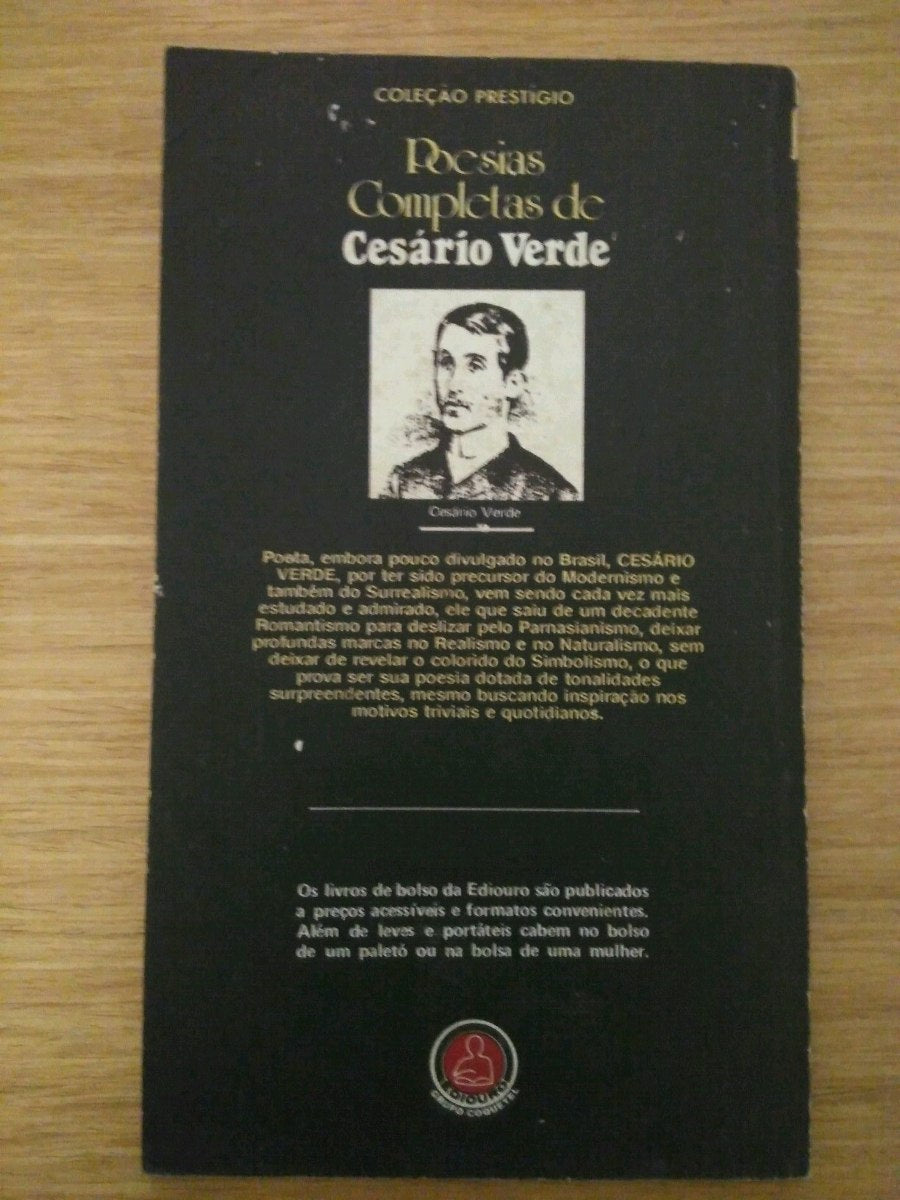 COLEÇÃO PRESTÍGIO
Poesias
Completas de
Cesário Verde
Cesário Verde
Poeta, embora pouco divulgado no Brasil, CESÁRIO
VERDE, por ter sido precursor do Modernismo e
também do Surrealismo, vem sendo cada vez mais
estudado e admirado, ele que saiu de um decadente
Romantismo para deslizar pelo Parnasianismo, deixar
profundas marcas no Realismo e no Naturalismo, sem
deixar de revelar o colorido do Simbolismo, o que
prova ser sua poesia dotada de tonalidades
surpreendentes, mesmo buscando inspiração nos
motivos triviais e quotidianos.
Os livros de bolso da Ediouro são publicados
a preços acessíveis e formatos convenientes.
Além de leves e portáteis cabem no bolso
de um paletó ou na bolsa de uma mulher.
EDIOURO
GRUPO COQUETEL